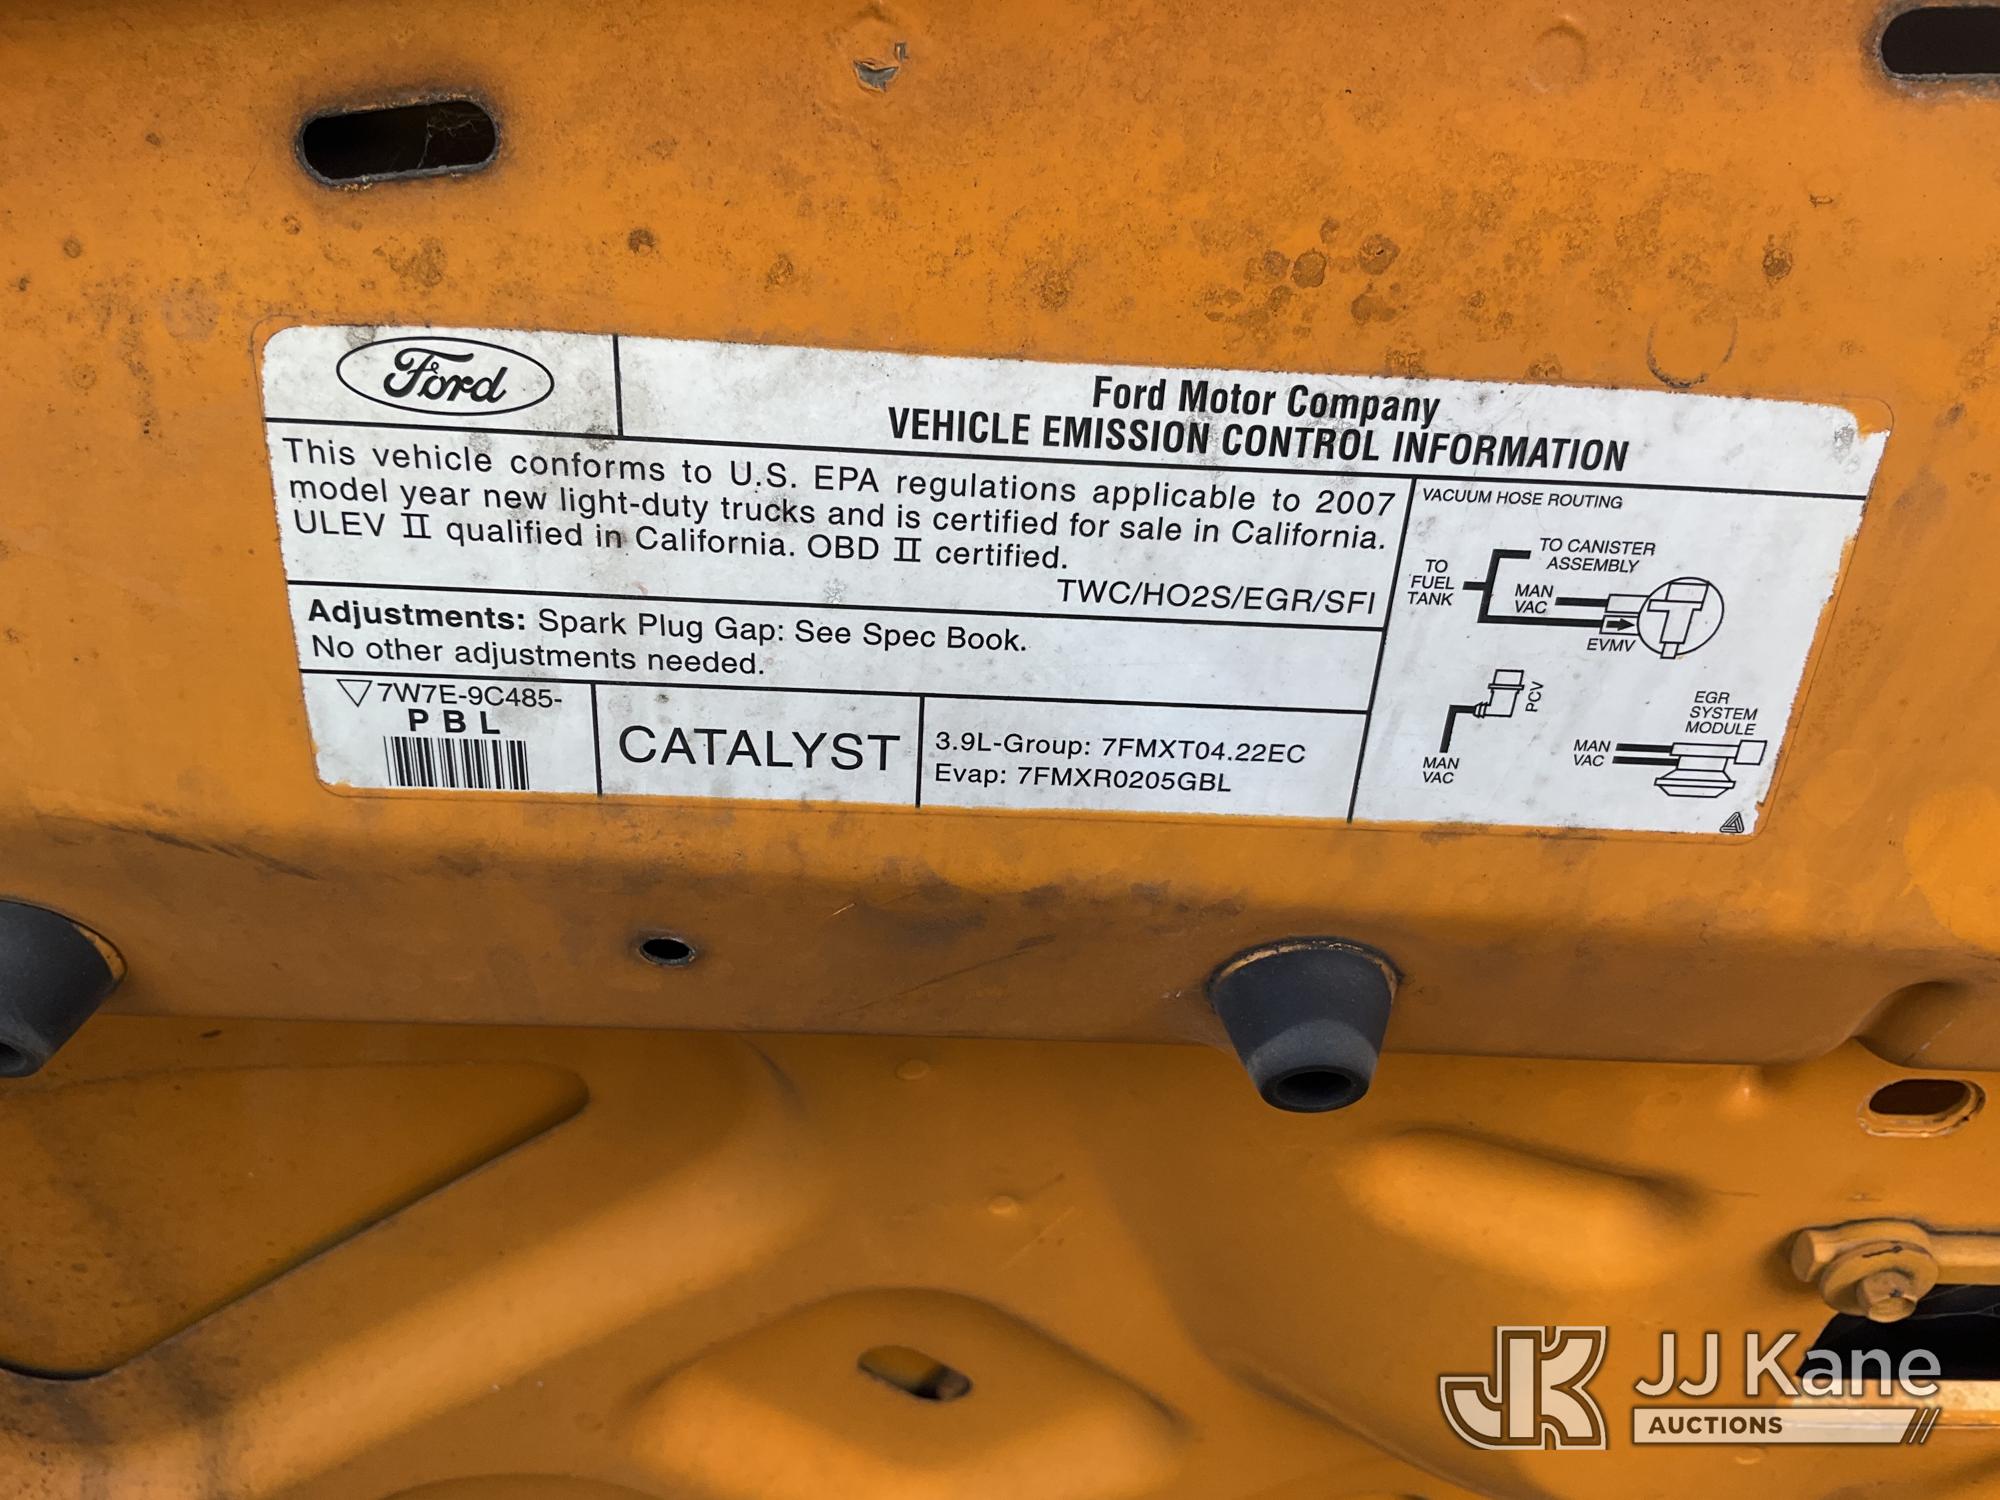 Ford
Ford Motor Company
VEHICLE EMISSION CONTROL INFORMATION
This vehicle conforms to U.S. EPA regulations applicable to 2007
model year new light-duty trucks and is certified for sale in California.
ULEV II qualified in California. OBD II certified.
TWC/HO2S/EGR/SFI
Adjustments: Spark Plug Gap: See Spec Book.
No other adjustments needed.
7W7E-9C485-
PBL
CATALYST
3.9L-Group: 7FMXT04.22EC
Evap: 7FMXR0205GBL
VACUUM HOSE ROUTING
TO CANISTER
ASSEMBLY
TO
FUEL
TANK
MAN
VAC
EVMV
PCV
MAN
VAC
EGR
SYSTEM
MODULE
MAN
VAC
JK
JJ Kane
AUCTIONS